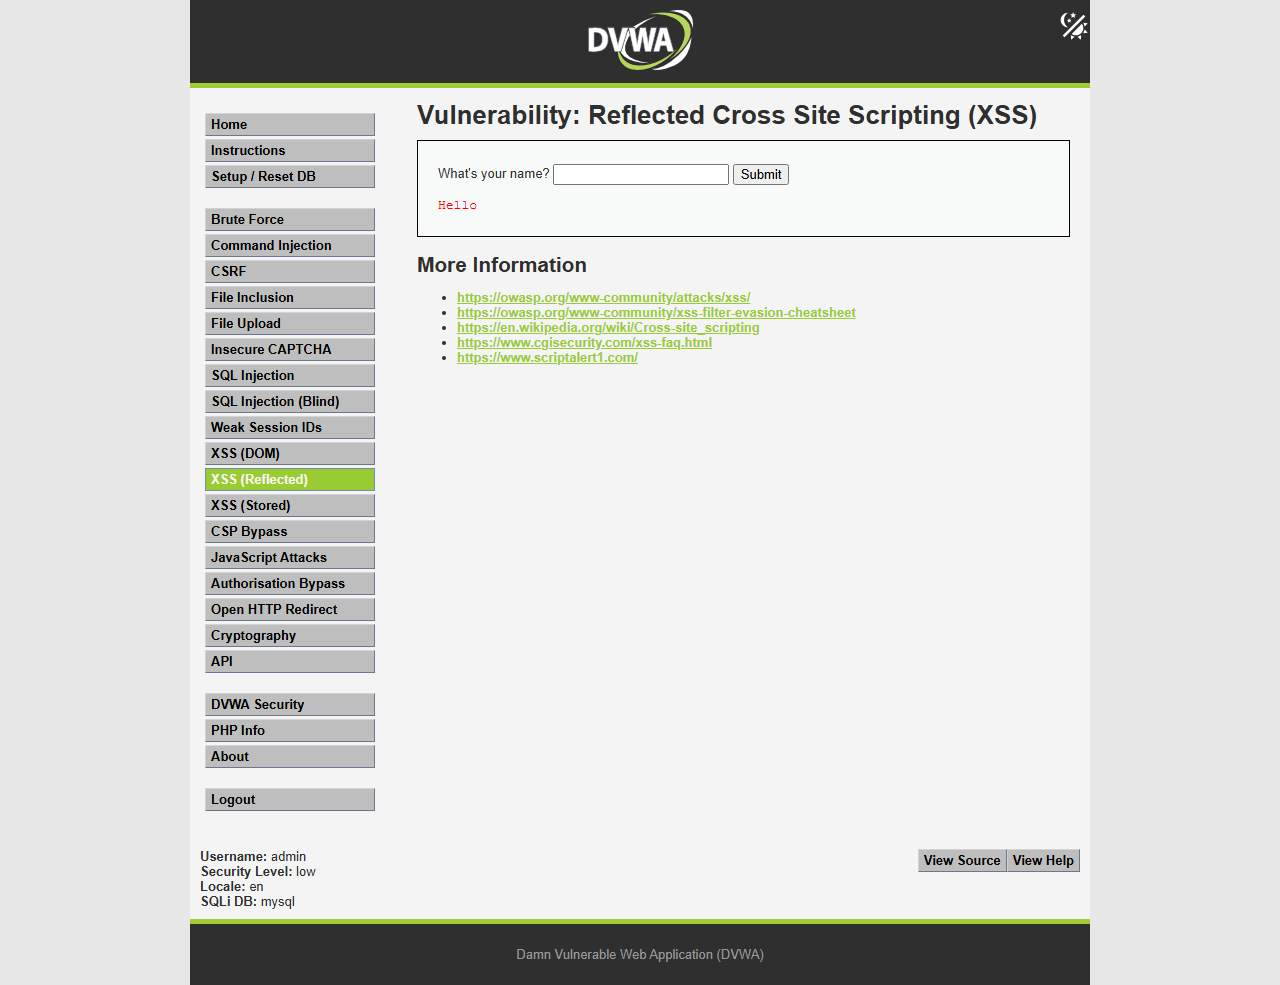 DVWA
Vulnerability: Reflected Cross Site Scripting (XSS)
Home
Instructions
Setup / Reset DB
Brute Force
Command Injection
CSRF
File Inclusion
File Upload
Insecure CAPTCHA
SQL Injection
SQL Injection (Blind)
Weak Session IDs
XSS (DOM)
XSS (Reflected)
XSS (Stored)
CSP Bypass
JavaScript Attacks
Authorisation Bypass
Open HTTP Redirect
Cryptography
API
DVWA Security
PHP Info
About
Logout
What's your name? Submit
Hello
More Information
https://owasp.org/www-community/attacks/xss/
https://owasp.org/www-community/xss-filter-evasion-cheatsheet
https://en.wikipedia.org/wiki/Cross-site_scripting
https://www.cgisecurity.com/xss-faq.html
https://www.scriptalert1.com/
Username: admin
Security Level: low
Locale: en
SQLi DB: mysql
View Source View Help
Damn Vulnerable Web Application (DVWA)